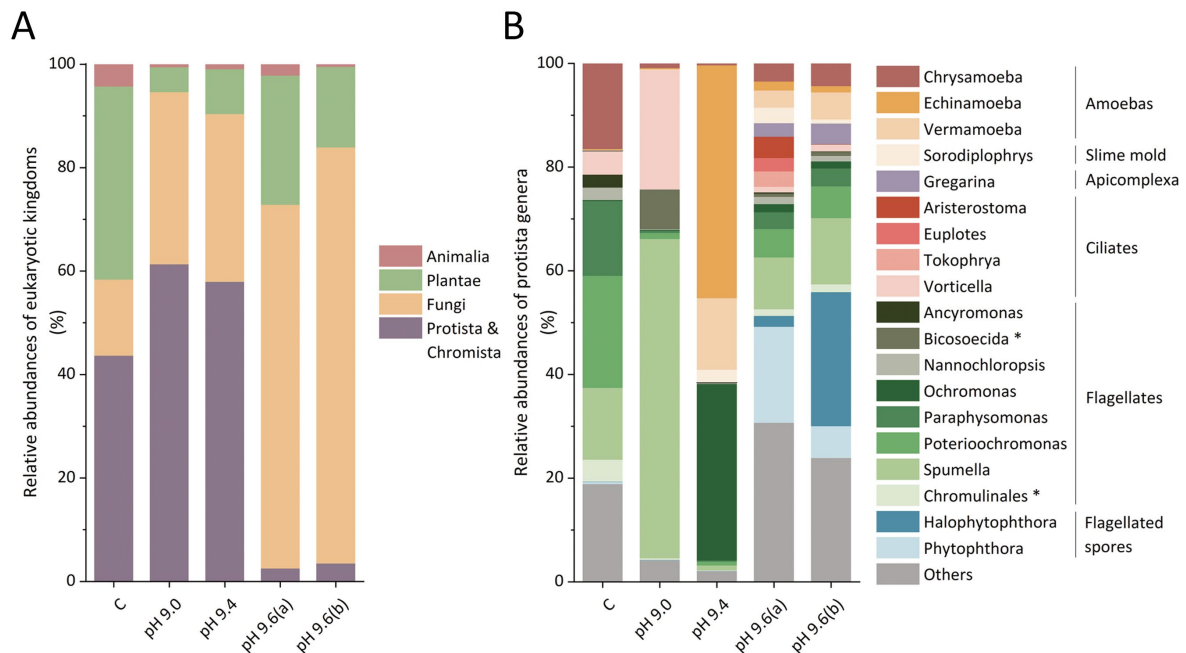 A
Relative abundances of eukaryotic kingdoms
(%)
100
80
60
40
20
0
C
pH 9.0
pH 9.4
pH 9.6(a)
pH 9.6(b)
Animalia
Plantae
Fungi
Protista &
Chromista
B
Relative abundances of protista genera
(%)
100
80
60
40
20
0
C
pH 9.0
pH 9.4
pH 9.6(a)
pH 9.6(b)
Chrysamoeba
Echinamoeba
Vermamoeba
Sorodiplophrys
Gregarina
Aristerostoma
Euplotes
Tokophrya
Vorticella
Ancyromonas
Bicosoecida *
Nannochloropsis
Ochromonas
Paraphysomonas
Poteriochromonas
Spumella
Chromulinales *
Halophytophthora
Phytophthora
Others
Amoebas
Slime mold
Apicomplexa
Ciliates
Flagellates
Flagellated
spores